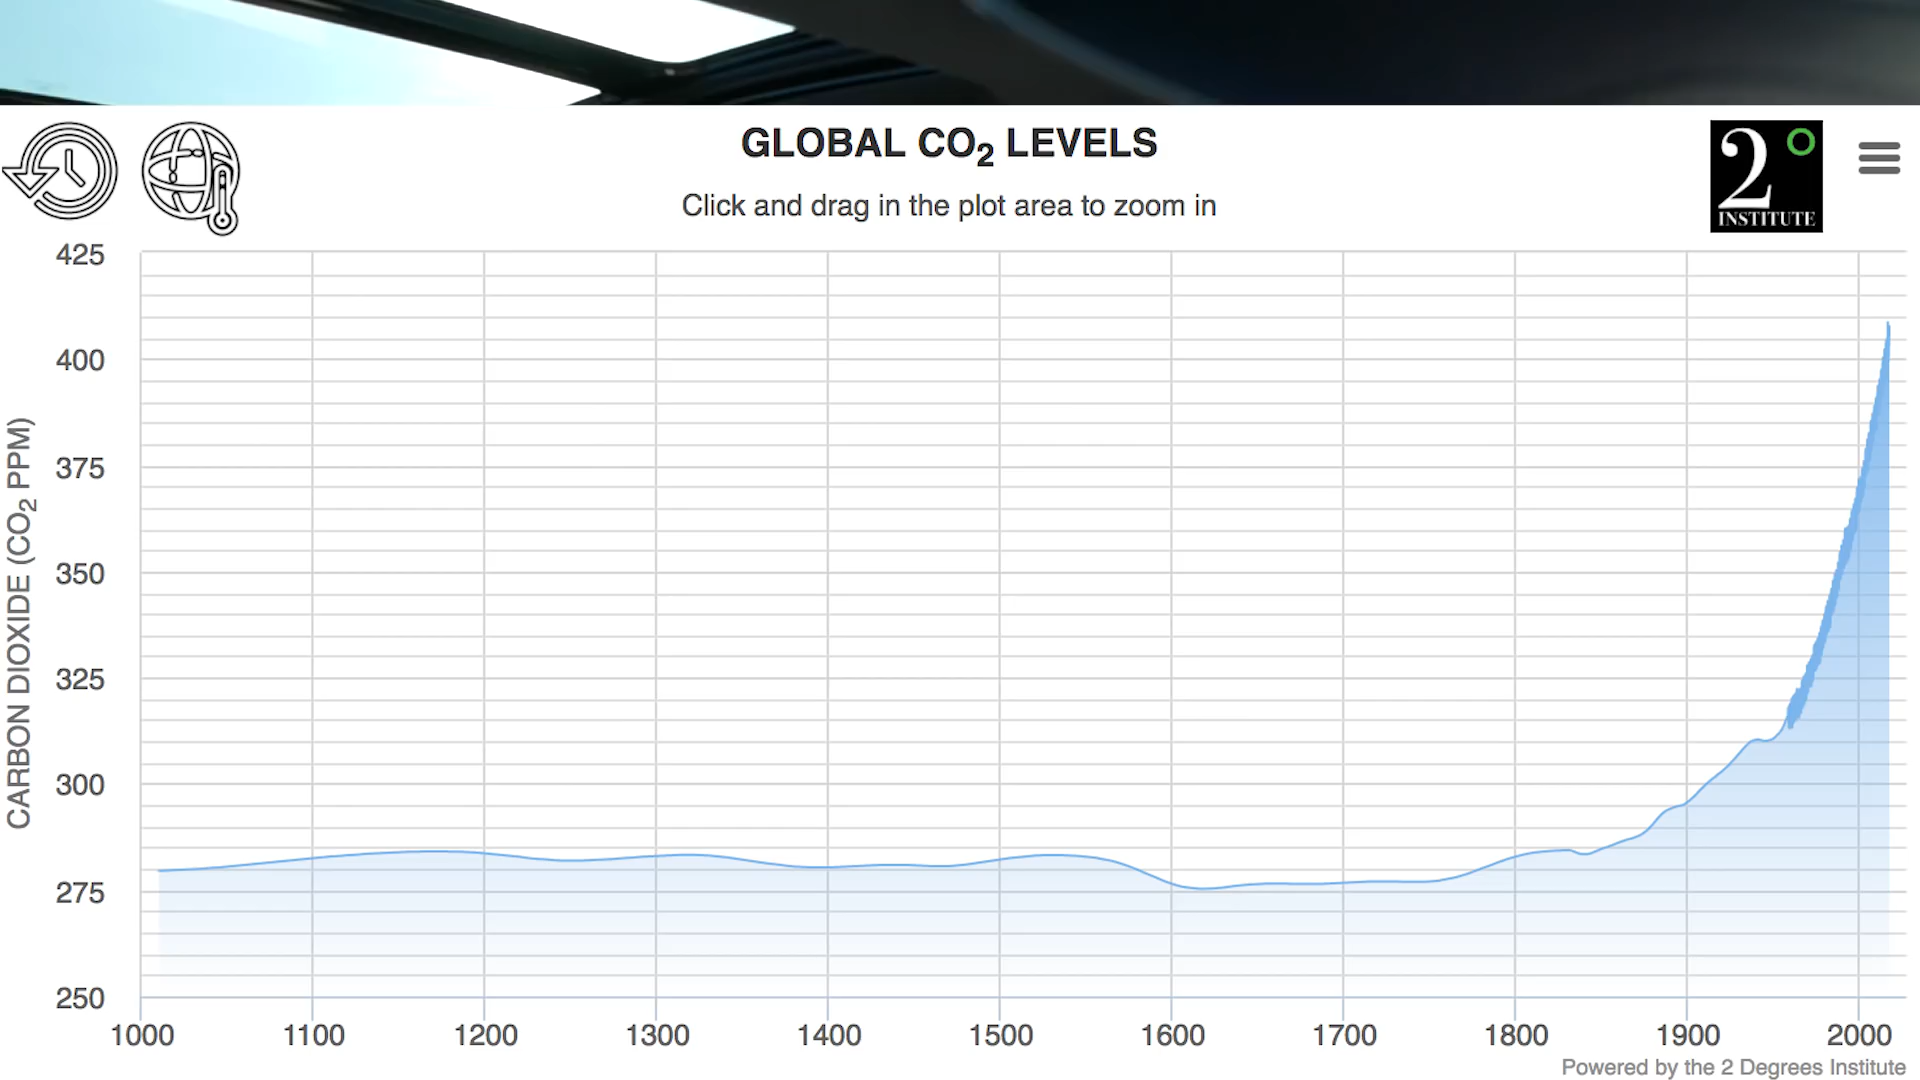 GLOBAL CO₂ LEVELS
Click and drag in the plot area to zoom in
2°
INSTITUTE
CARBON DIOXIDE (CO₂ PPM)
425
400
375
350
325
300
275
250
1000 1100 1200 1300 1400 1500 1600 1700 1800 1900 2000
Powered by the 2 Degrees Institute